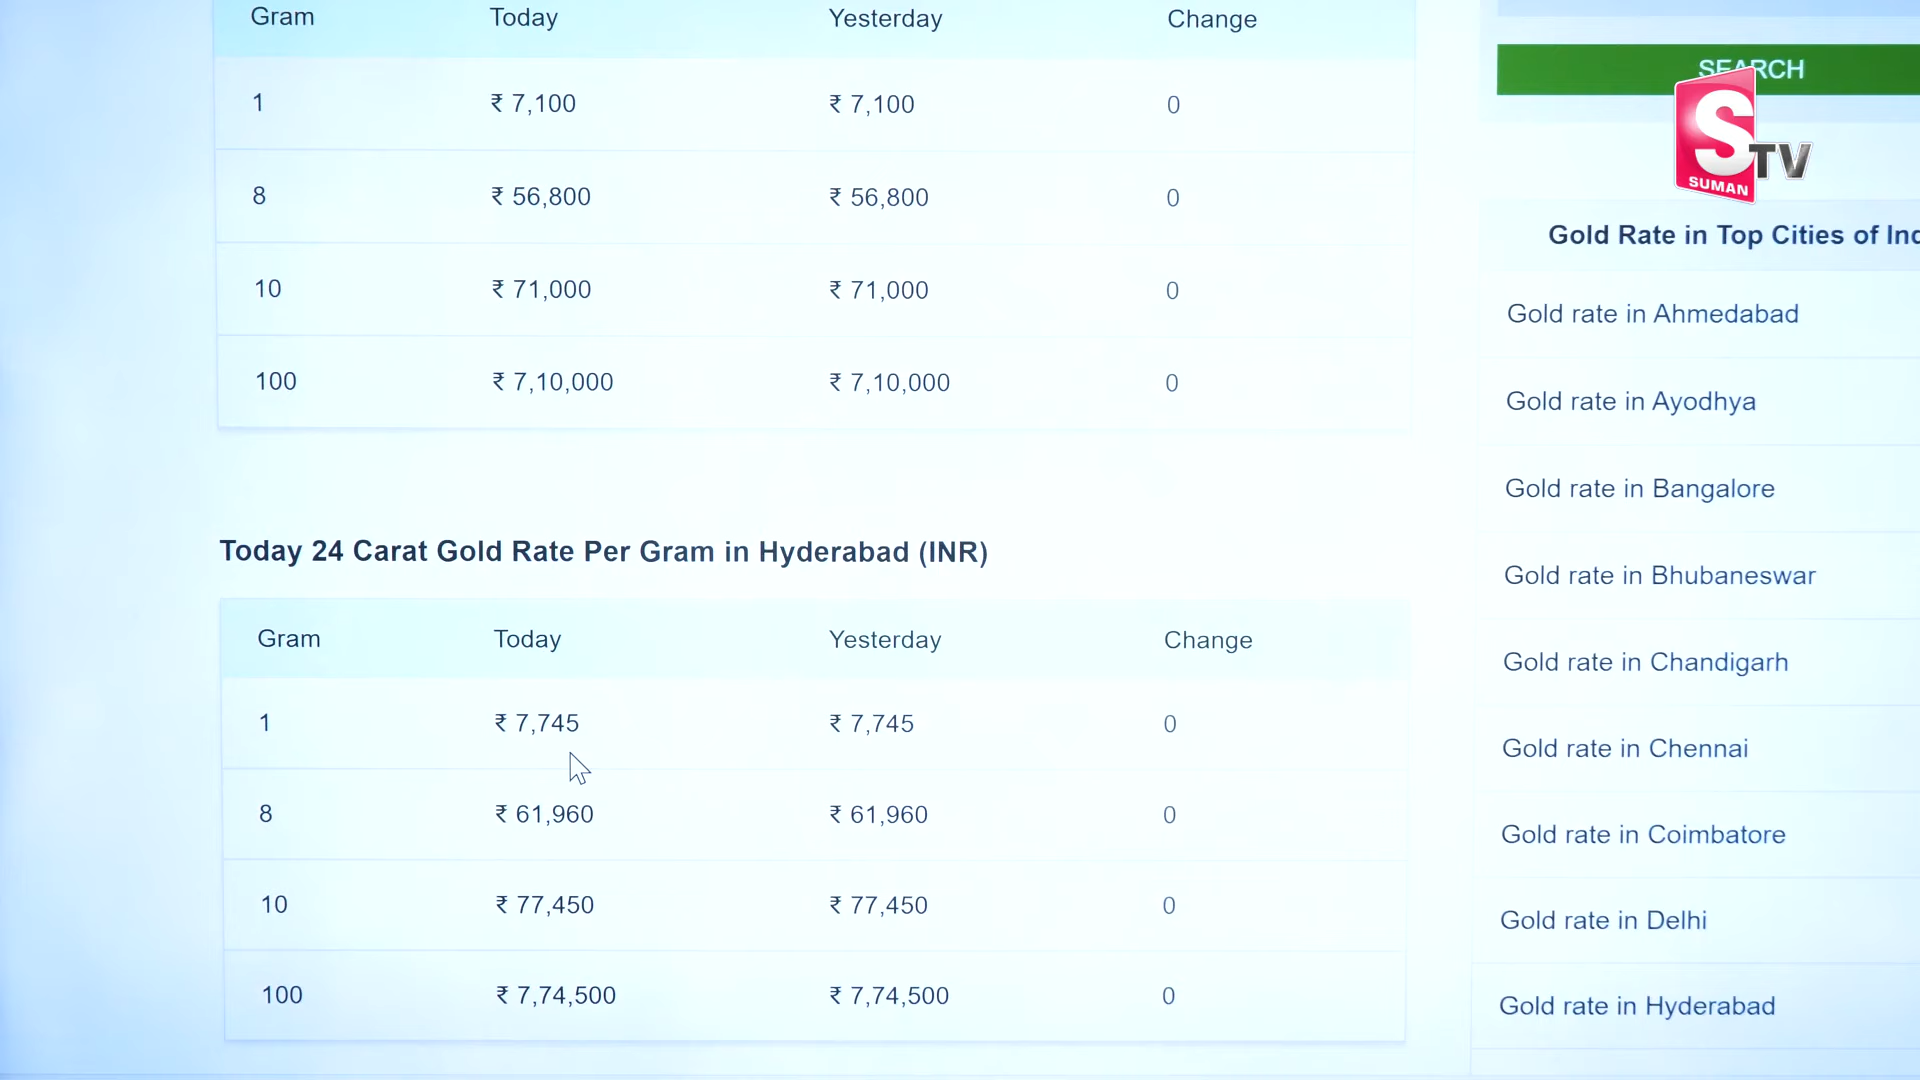 Gram Today Yesterday Change
1 ₹ 7,100 ₹ 7,100 0
8 ₹ 56,800 ₹ 56,800 0
10 ₹ 71,000 ₹ 71,000 0
100 ₹ 7,10,000 ₹ 7,10,000 0
Today 24 Carat Gold Rate Per Gram in Hyderabad (INR)
Gram Today Yesterday Change
1 ₹ 7,745 ₹ 7,745 0
8 ₹ 61,960 ₹ 61,960 0
10 ₹ 77,450 ₹ 77,450 0
100 ₹ 7,74,500 ₹ 7,74,500 0
SEARCH
S TV
SUMAN
Gold Rate in Top Cities of Ind
Gold rate in Ahmedabad
Gold rate in Ayodhya
Gold rate in Bangalore
Gold rate in Bhubaneswar
Gold rate in Chandigarh
Gold rate in Chennai
Gold rate in Coimbatore
Gold rate in Delhi
Gold rate in Hyderabad